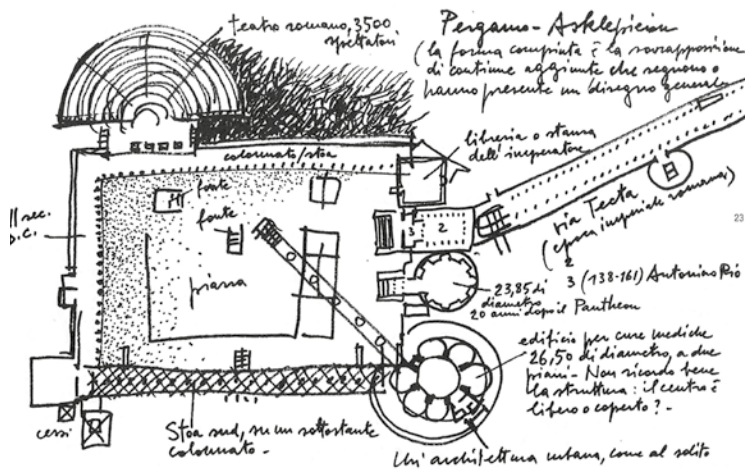 teatro romano, 3500
spettatori
Pergamo - Asklepieion
(la forma compiuta è la sovrapposizione
di continue aggiunte che seguono o
hanno presente un disegno generale
libreria o stanza
dell'imperatore
colonnato/stoa
fonte
fonte
II sec.
p.C.
3
2
via Tecta
(epoca imperiale romana)
23
2
3 (138-161) Antonino Pio
piazza
23,85 di
diametro
20 anni dopo il Pantheon
edificio per cure mediche
26,50 di diametro, a due
piani - Non ricordo bene
la struttura: il centro è
libero o coperto? -
cessi
Stoa sud, su un sottostante
colonnato -
Un'architettura urbana, come al solito